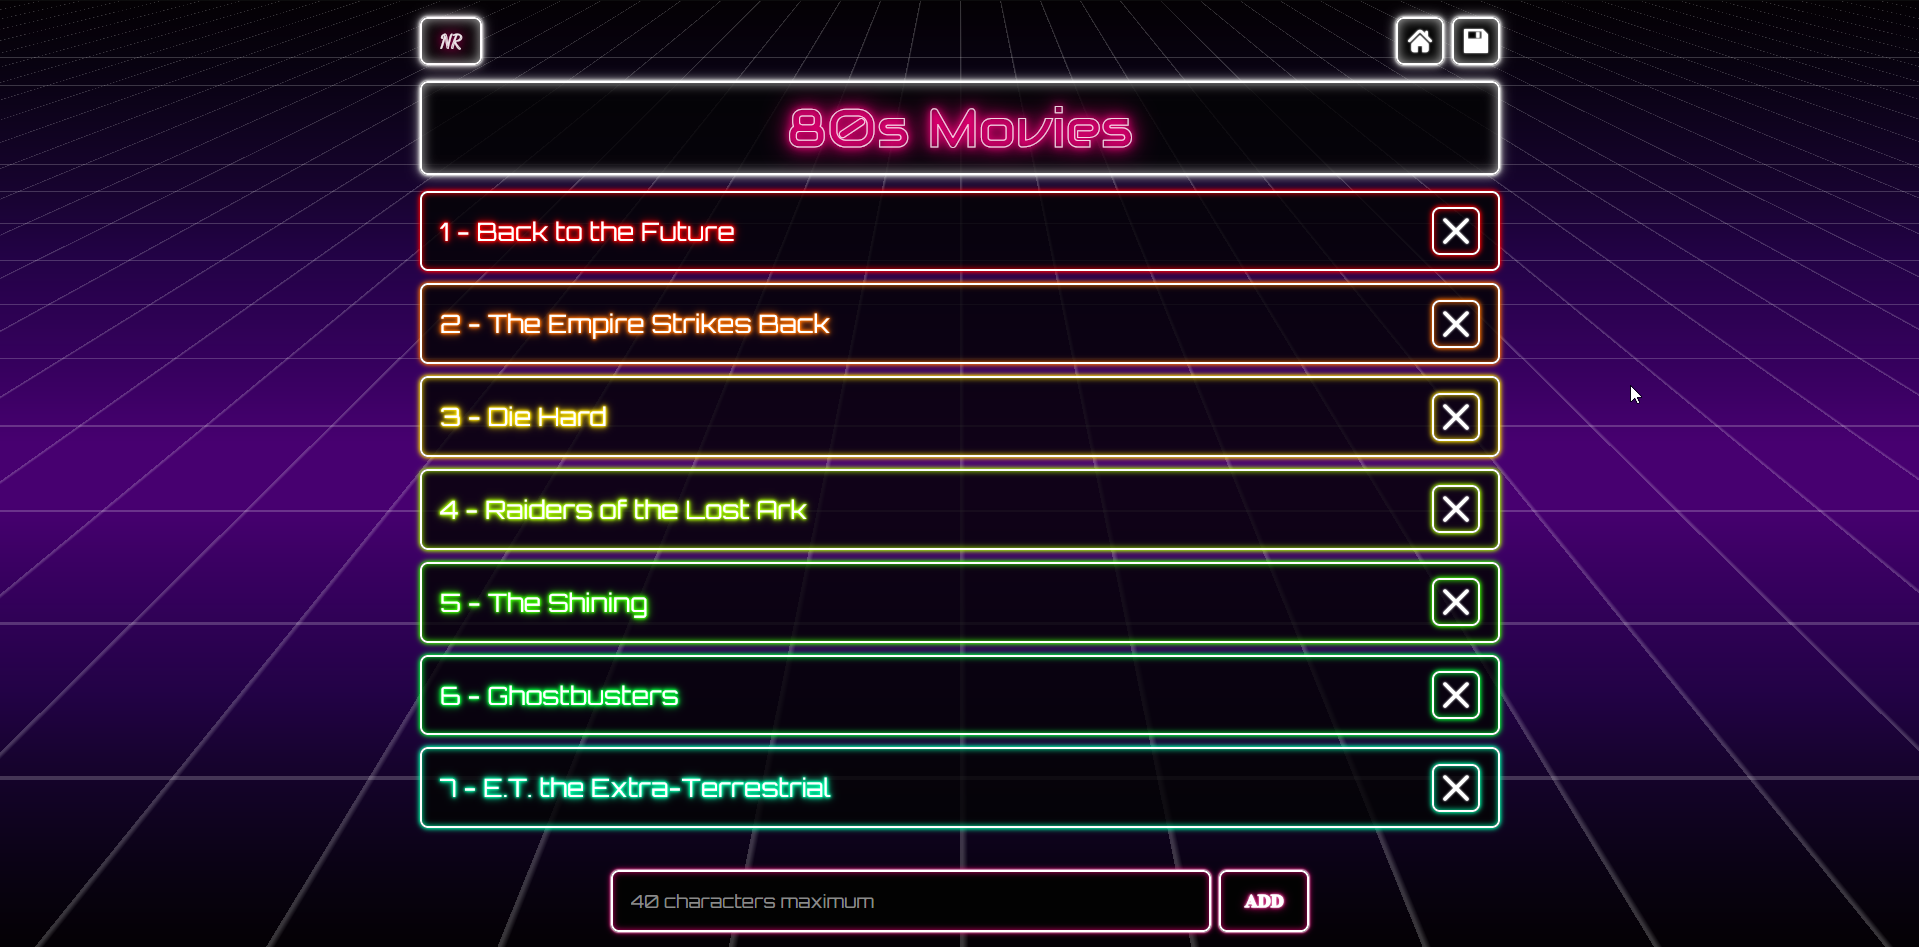 NR
80s Movies
1 - Back to the Future
2 - The Empire Strikes Back
3 - Die Hard
4 - Raiders of the Lost Ark
5 - The Shining
6 - Ghostbusters
7 - E.T. the Extra-Terrestrial
40 characters maximum
ADD